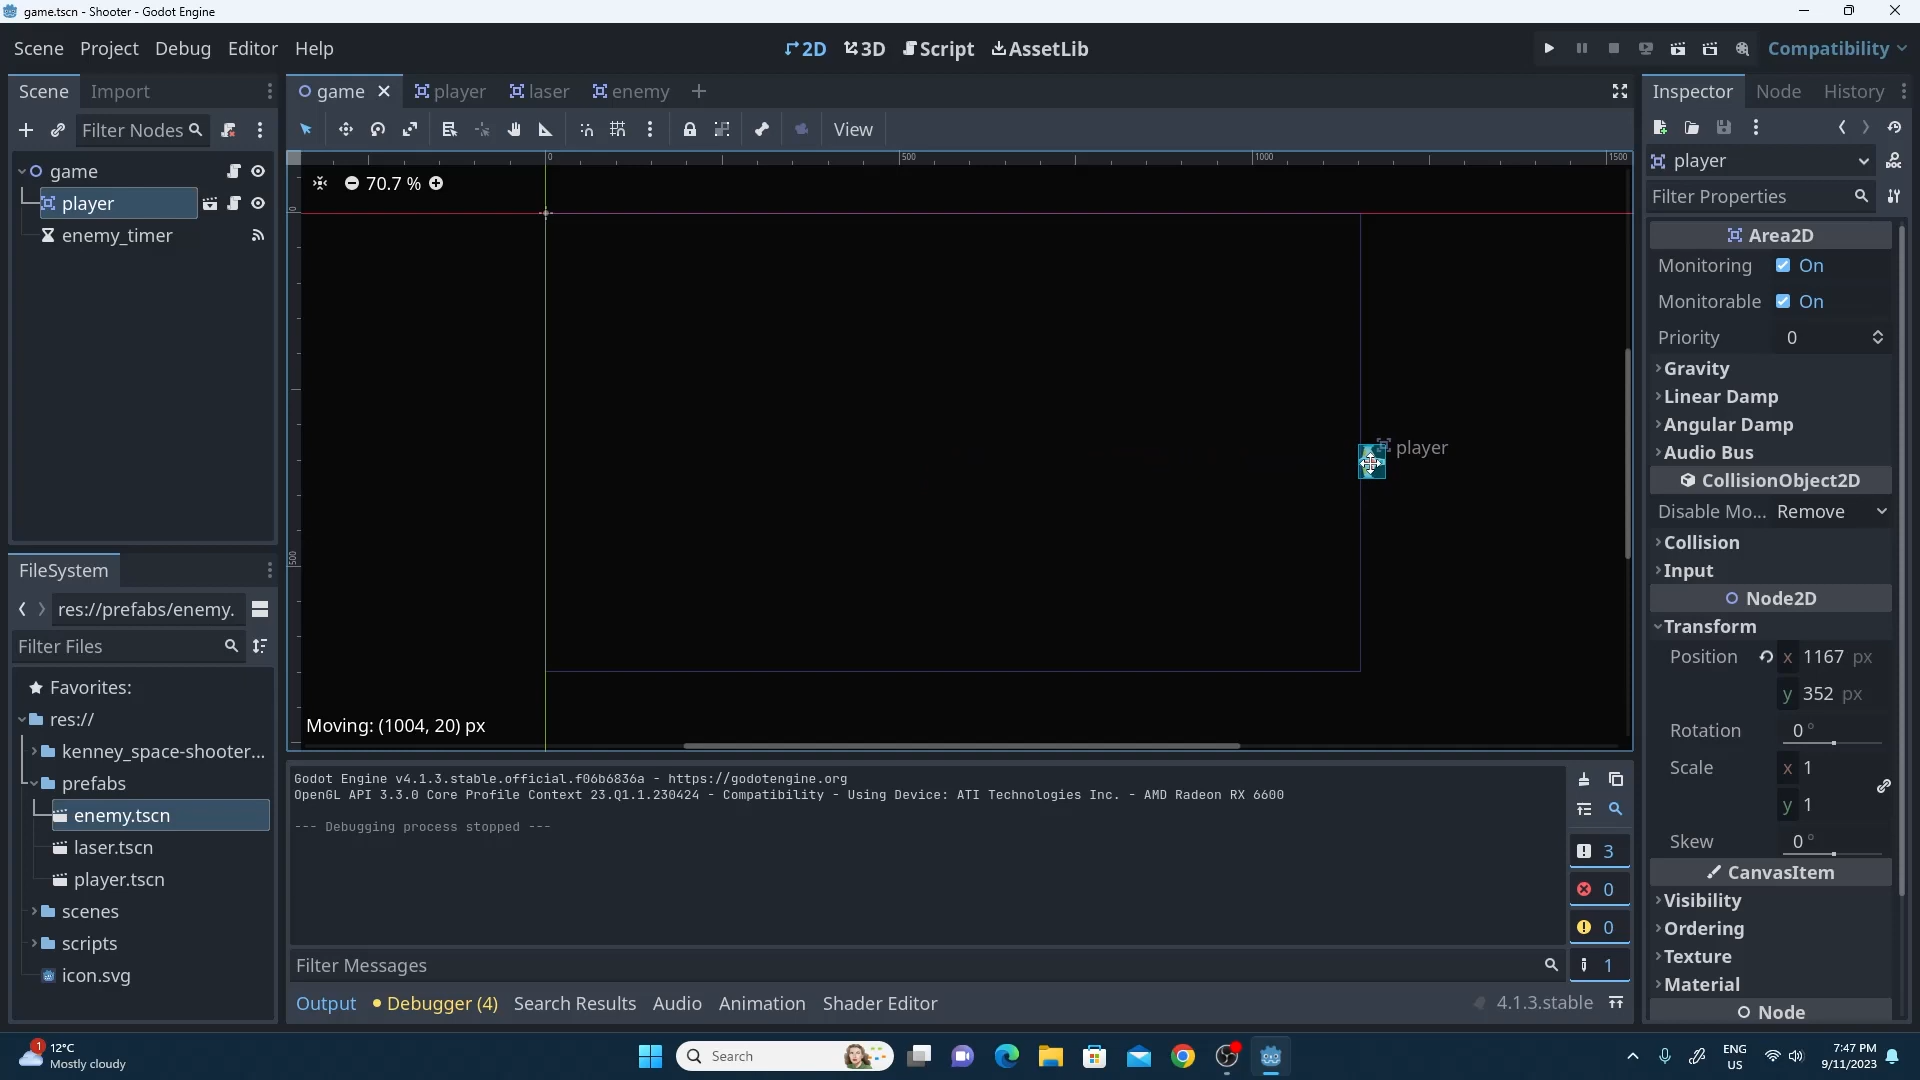 game.tscn - Shooter - Godot Engine
Scene Project Debug Editor Help
2D 3D Script AssetLib
Compatibility
Scene Import
game player laser enemy
Inspector Node History
Filter Nodes
View
game
player
enemy_timer
0 500 1000 1500
70.7 %
0
500
player
Moving: (1004, 20) px
player
Filter Properties
Area2D
Monitoring On
Monitorable On
Priority 0
Gravity
Linear Damp
Angular Damp
Audio Bus
CollisionObject2D
Disable Mo... Remove
Collision
Input
Node2D
Transform
Position x 1167 px
y 352 px
Rotation 0 °
Scale x 1
y 1
Skew 0 °
CanvasItem
Visibility
Ordering
Texture
Material
Node
FileSystem
res://prefabs/enemy.
Filter Files
Favorites:
res://
kenney_space-shooter...
prefabs
enemy.tscn
laser.tscn
player.tscn
scenes
scripts
icon.svg
Godot Engine v4.1.3.stable.official.f06b6836a - https://godotengine.org
OpenGL API 3.3.0 Core Profile Context 23.Q1.1.230424 - Compatibility - Using Device: ATI Technologies Inc. - AMD Radeon RX 6600
--- Debugging process stopped ---
3
0
0
1
Filter Messages
Output Debugger (4) Search Results Audio Animation Shader Editor
4.1.3.stable
1
12°C
Mostly cloudy
Search
ENG
US
7:47 PM
9/11/2023